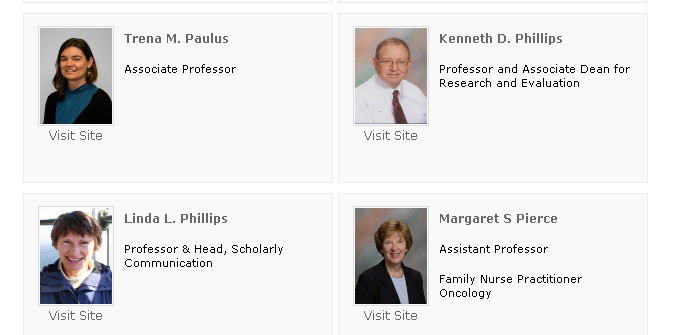 Trena M. Paulus
Associate Professor
Visit Site
Kenneth D. Phillips
Professor and Associate Dean for
Research and Evaluation
Visit Site
Linda L. Phillips
Professor & Head, Scholarly
Communication
Visit Site
Margaret S Pierce
Assistant Professor
Family Nurse Practitioner
Oncology
Visit Site